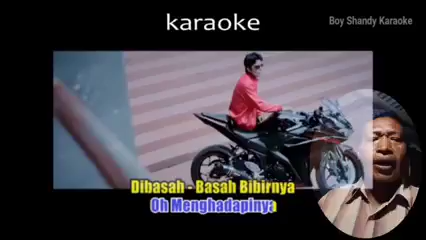 karaoke
Boy Shandy Karaoke
Dibasah - Basah Bibirnya
Oh Menghadapinya